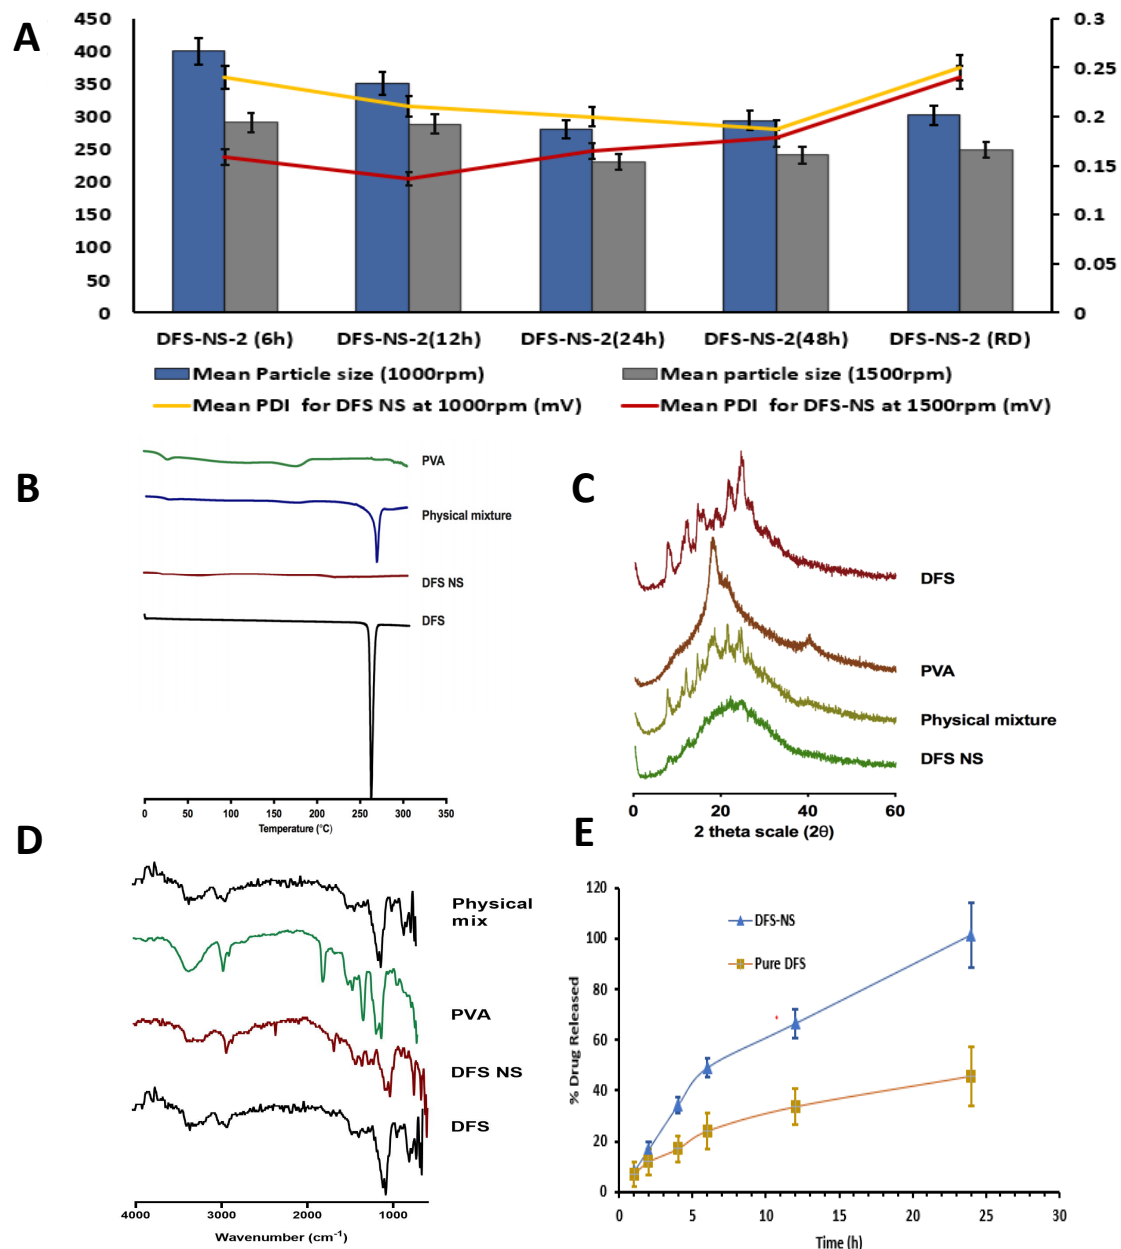 A
450
400
350
300
250
200
150
100
50
0
0.3
0.25
0.2
0.15
0.1
0.05
0
DFS-NS-2 (6h) DFS-NS-2(12h) DFS-NS-2(24h) DFS-NS-2(48h) DFS-NS-2 (RD)
Mean Particle size (1000rpm) Mean particle size (1500rpm)
Mean PDI for DFS NS at 1000rpm (mV) Mean PDI for DFS-NS at 1500rpm (mV)
B
PVA
Physical mixture
DFS NS
DFS
0 50 100 150 200 250 300 350
Temperature (°C)
C
DFS
PVA
Physical mixture
DFS NS
0 20 40 60
2 theta scale (2θ)
D
Physical
mix
PVA
DFS NS
DFS
4000 3000 2000 1000
Wavenumber (cm⁻¹)
E
% Drug Released
120
100
80
60
40
20
0
DFS-NS
Pure DFS
0 5 10 15 20 25 30
Time (h)